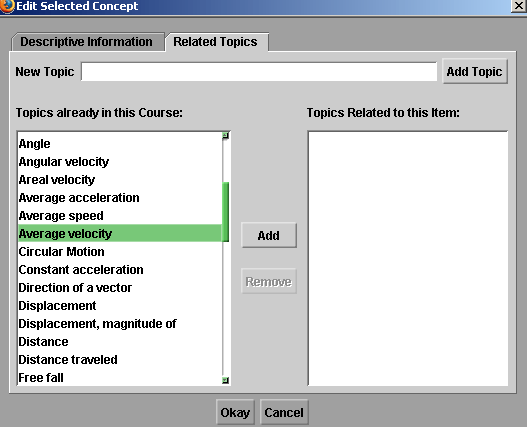 Edit Selected Concept
Descriptive Information
Related Topics
New Topic
Add Topic
Topics already in this Course:
Topics Related to this Item:
Angle
Angular velocity
Areal velocity
Average acceleration
Average speed
Average velocity
Circular Motion
Constant acceleration
Direction of a vector
Displacement
Displacement, magnitude of
Distance
Distance traveled
Free fall
Add
Remove
Okay
Cancel